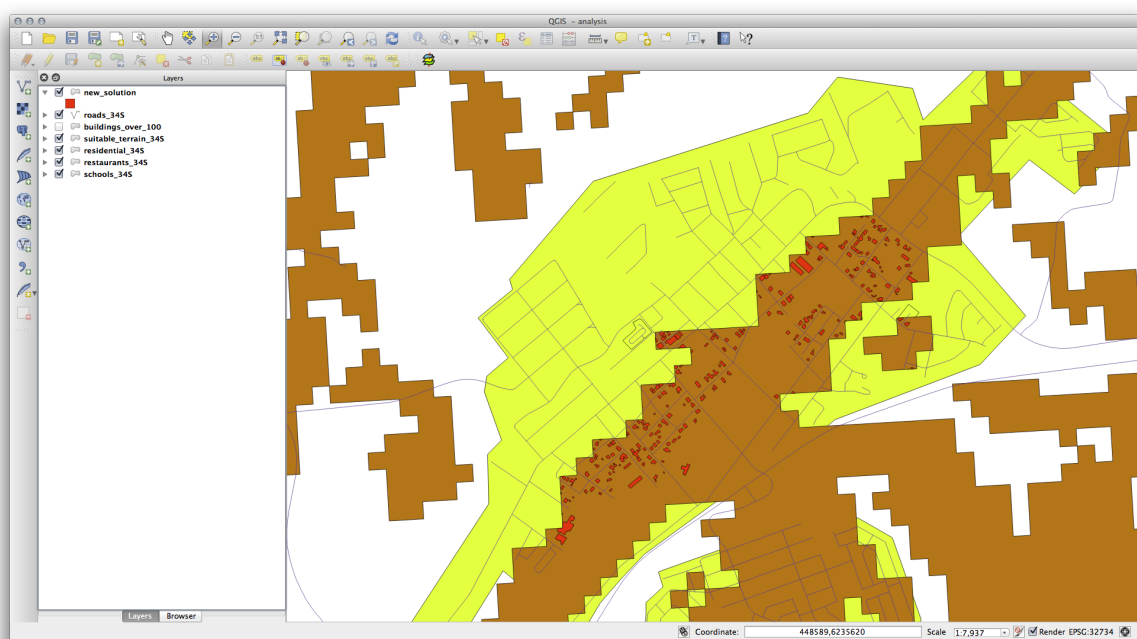 QGIS - analysis
Layers
new_solution
roads_34S
buildings_over_100
suitable_terrain_34S
residential_34S
restaurants_34S
schools_34S
Layers
Browser
Coordinate:
448589,6235620
Scale
1:7,937
Render
EPSG:32734